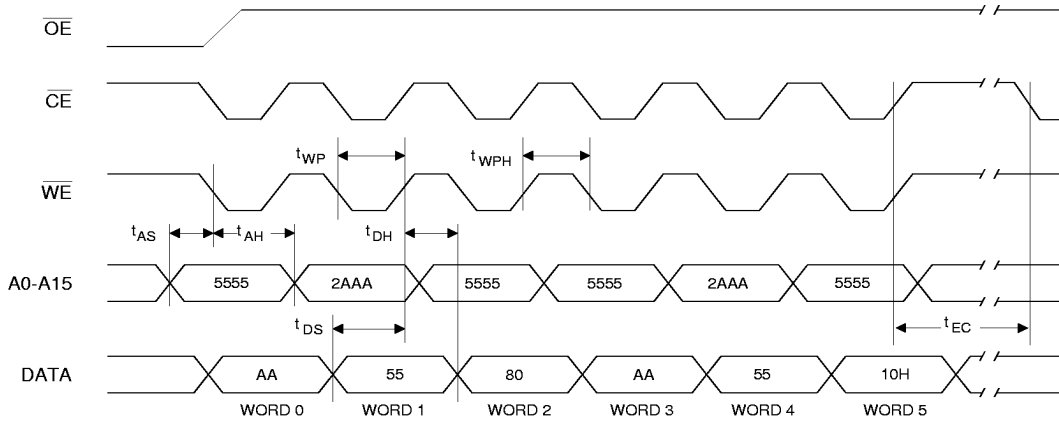 OE
CE
tWP
tWPH
WE
tAS
tAH
tDH
A0-A15
5555
2AAA
5555
5555
2AAA
5555
tDS
tEC
DATA
AA
55
80
AA
55
10H
WORD 0
WORD 1
WORD 2
WORD 3
WORD 4
WORD 5